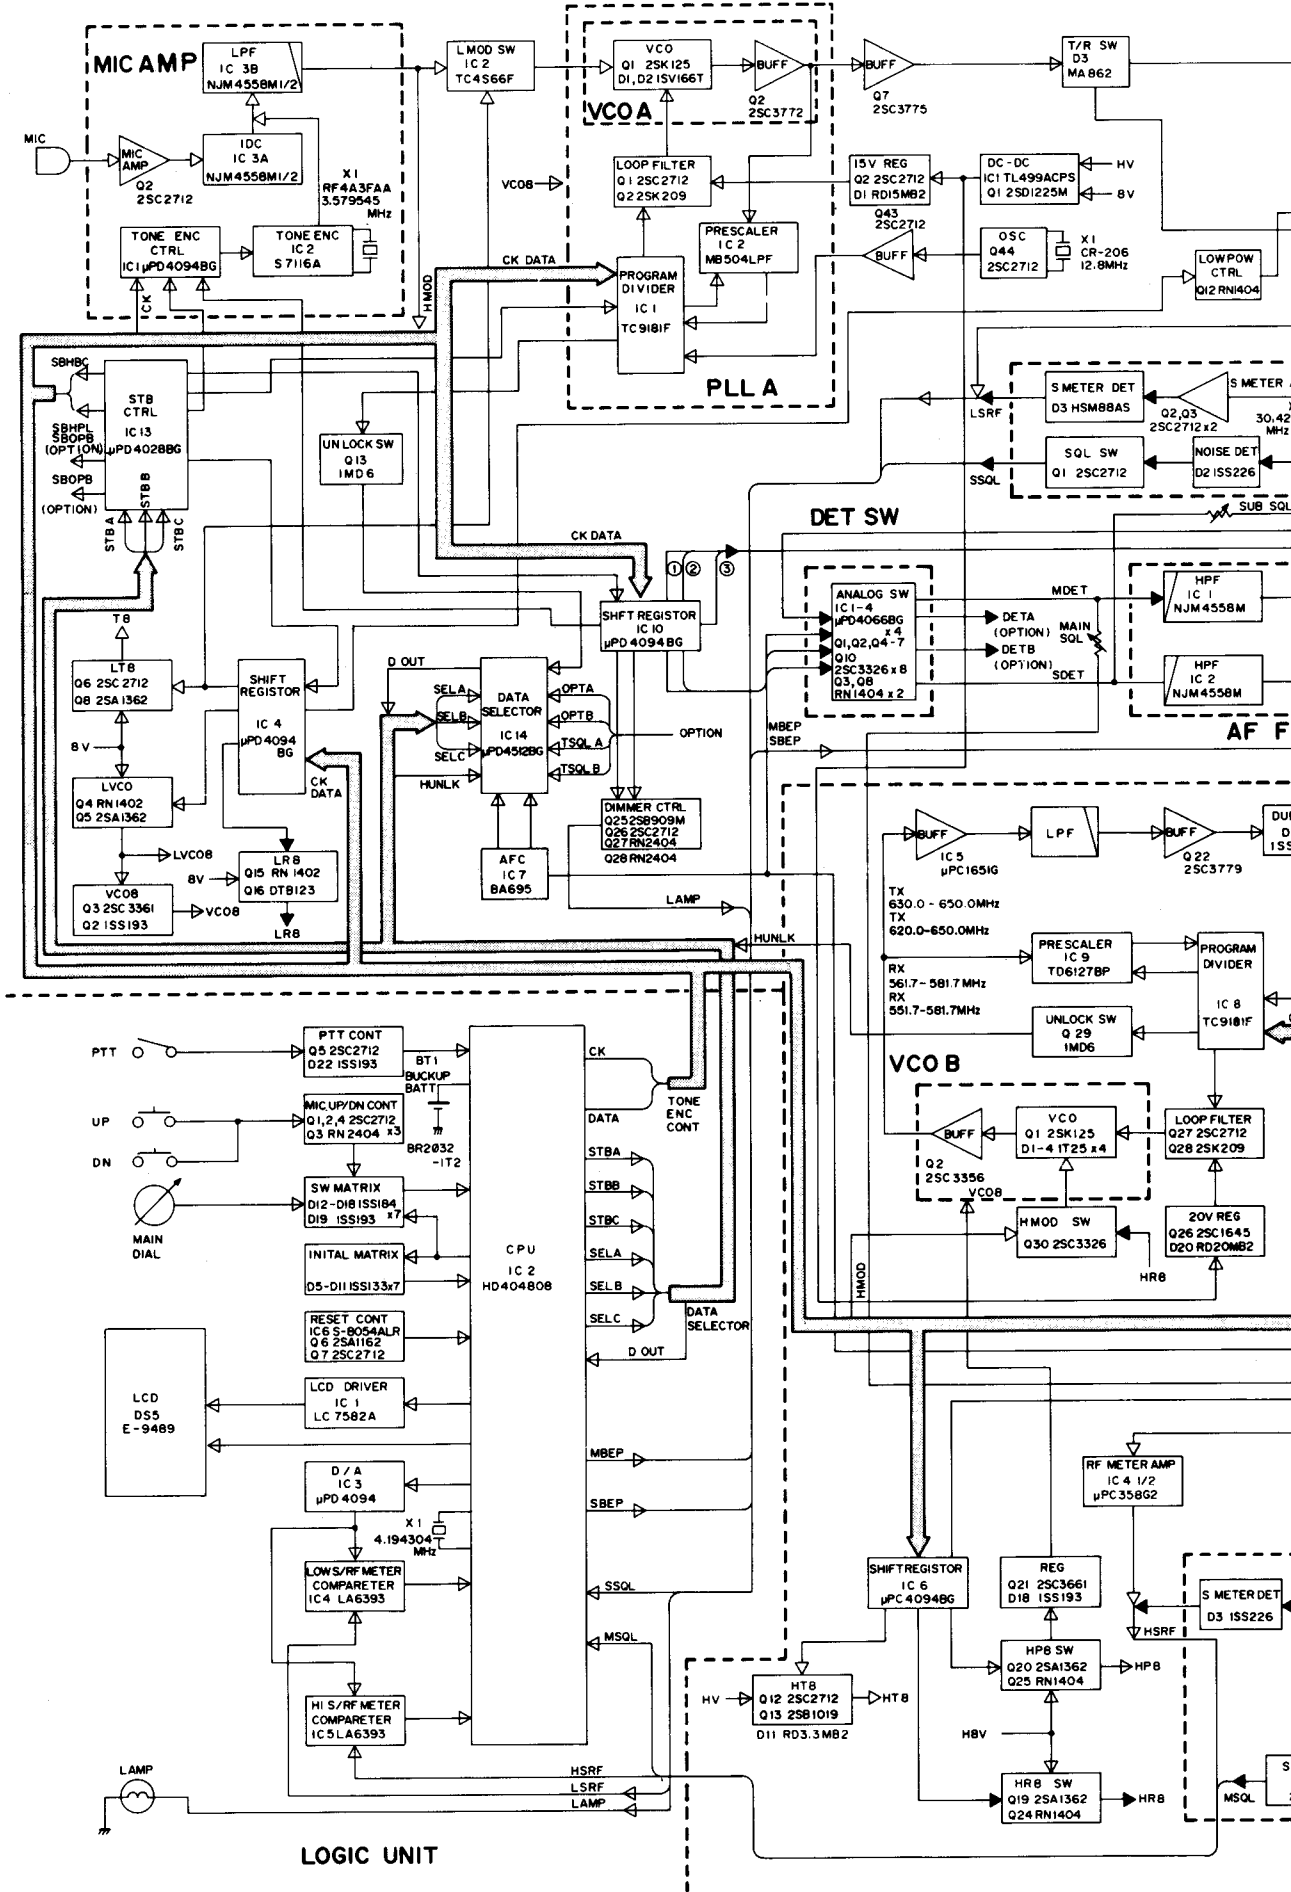 MIC AMP
LPF
IC 3B
NJM4558M1/2
MIC
MIC
AMP
Q2
2SC2712
IDC
IC 3A
NJM4558M1/2
X1
RF4A3FAA
3.579545
MHz
TONE ENC
CTRL
IC1 μPD4094BG
TONE ENC
IC 2
S7116A
CK
LMOD SW
IC 2
TC4S66F
HMOD
VCO
Q1 2SK125
D1, D2 1SV166T
BUFF
Q2
2SC3772
VCO A
BUFF
Q7
2SC3775
T/R SW
D3
MA862
VCO8
LOOP FILTER
Q1 2SC2712
Q2 2SK209
15V REG
Q2 2SC2712
D1 RD15MB2
DC-DC
IC1 TL499ACPS
Q1 2SD1225M
HV
8V
PRESCALER
IC 2
MB504LPF
Q43
2SC2712
BUFF
OSC
Q44
2SC2712
X1
CR-206
12.8MHz
LOW POW
CTRL
Q12 RN1404
CK DATA
PROGRAM
DIVIDER
IC 1
TC9181F
PLL A
SBHBC
SBHPL
SBOPB
(OPTION)
SBOPB
(OPTION)
STB
CTRL
IC 13
μPD4028BG
STBA
STBB
STBC
UNLOCK SW
Q13
1MD6
LSRF
S METER DET
D3 HSM88AS
Q2,Q3
2SC2712 x2
S METER
30.42
MHz
SSQL
SQL SW
Q1 2SC2712
NOISE DET
D2 1SS226
SUB SQL
DET SW
CK DATA
① ② ③
SHFT REGISTOR
IC 10
μPD4094BG
ANALOG SW
IC 1-4
μPD4066BG
x4
Q1, Q2, Q4-7
Q10
2SC3326 x 8
Q3, Q8
RN1404 x 2
MDET
DETA
(OPTION)
DETB
(OPTION)
MAIN
SQL
SDET
HPF
IC 1
NJM4558M
HPF
IC 2
NJM4558M
AF F
T8
LT8
Q6 2SC2712
Q8 2SA1362
8V
LVCO
Q4 RN1402
Q5 2SA1362
LVCO8
VCO8
Q3 2SC3361
Q2 1SS193
VCO8
SHIFT
REGISTOR
IC 4
μPD4094
BG
CK
DATA
8V
LR8
Q15 RN1402
Q16 DTB123
LR8
D OUT
SELA
SELB
SELC
HUNLK
DATA
SELECTOR
IC 14
μPD4512BG
OPTA
OPTB
TSQL A
TSQL B
OPTION
AFC
IC 7
BA695
DIMMER CTRL
Q25 2SB909M
Q26 2SC2712
Q27 RN2404
Q28 RN2404
LAMP
MBEP
SBEP
HUNLK
BUFF
IC 5
μPC1651G
LPF
BUFF
Q22
2SC3779
TX
630.0 - 650.0MHz
TX
620.0-650.0MHz
RX
561.7 - 581.7 MHz
RX
551.7-581.7MHz
PRESCALER
IC 9
TD6127BP
PROGRAM
DIVIDER
IC 8
TC9181F
UNLOCK SW
Q 29
1MD6
VCO B
BUFF
Q2
2SC3356
VCO8
VCO
Q1 2SK125
D1-4 1T25 x4
LOOP FILTER
Q27 2SC2712
Q28 2SK209
HMOD
HMOD SW
Q30 2SC3326
HR8
20V REG
Q26 2SC1645
D20 RD20MB2
PTT
PTT CONT
Q5 2SC2712
D22 1SS193
BT1
BUCKUP
BATT
BR2032
-1T2
UP
DN
MIC,UP/DN CONT
Q1,2,4 2SC2712
Q3 RN2404 x3
MAIN
DIAL
SW MATRIX
D12-D18 1SS184
D19 1SS193 x7
INITAL MATRIX
D5-D11 1SS133x7
RESET CONT
IC6 S-8054ALR
Q6 2SA1162
Q7 2SC2712
LCD
DS5
E-9489
LCD DRIVER
IC 1
LC7582A
D/A
IC 3
μPD4094
X1
4.194304
MHz
LOW S/RF METER
COMPARETER
IC4 LA6393
HI S/RF METER
COMPARETER
IC5 LA6393
CPU
IC 2
HD404808
CK
DATA
TONE
ENC
CONT
STBA
STBB
STBC
SELA
SELB
SELC
DATA
SELECTOR
D OUT
MBEP
SBEP
SSQL
MSQL
HSRF
LSRF
LAMP
LAMP
LOGIC UNIT
RF METER AMP
IC 4 1/2
μPC358G2
SHIFT REGISTOR
IC 6
μPC4094BG
REG
Q21 2SC3661
D18 1SS193
S METER DET
D3 1SS226
HSRF
HV
HT8
Q12 2SC2712
Q13 2SB1019
D11 RD3.3MB2
HT8
HP8 SW
Q20 2SA1362
Q25 RN1404
HP8
H8V
HR8 SW
Q19 2SA1362
Q24 RN1404
HR8
MSQL